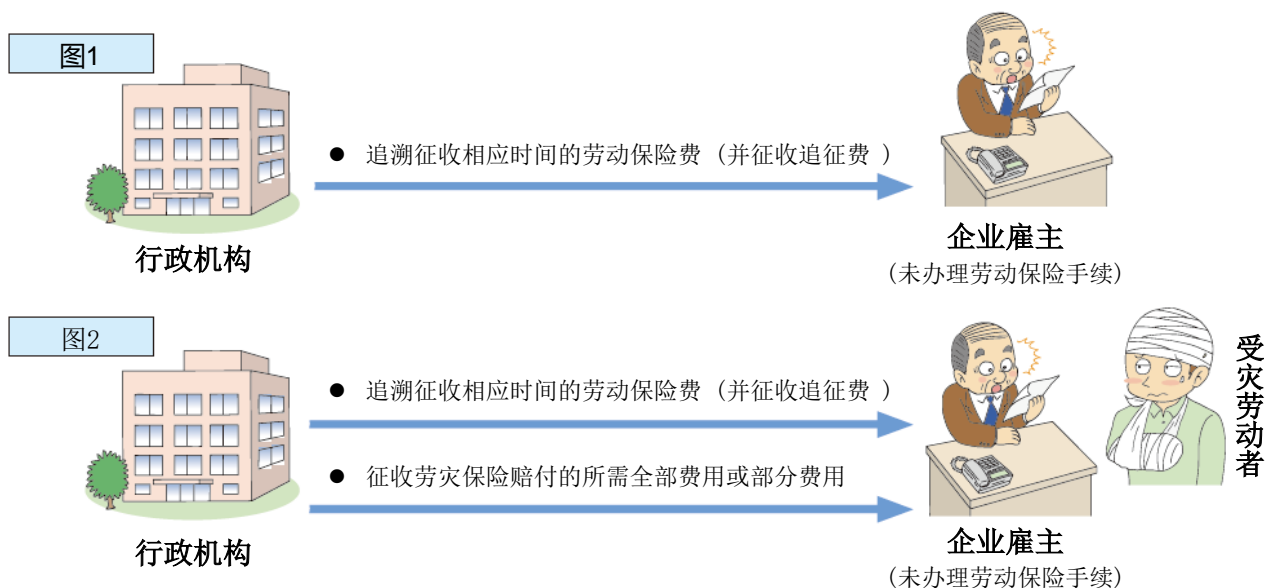 图1
● 追溯征收相应时间的劳动保险费（并征收追征费 ）
行政机构
企业雇主
（未办理劳动保险手续）
图2
● 追溯征收相应时间的劳动保险费（并征收追征费 ）
● 征收劳灾保险赔付的所需全部费用或部分费用
受灾劳动者
行政机构
企业雇主
（未办理劳动保险手续）